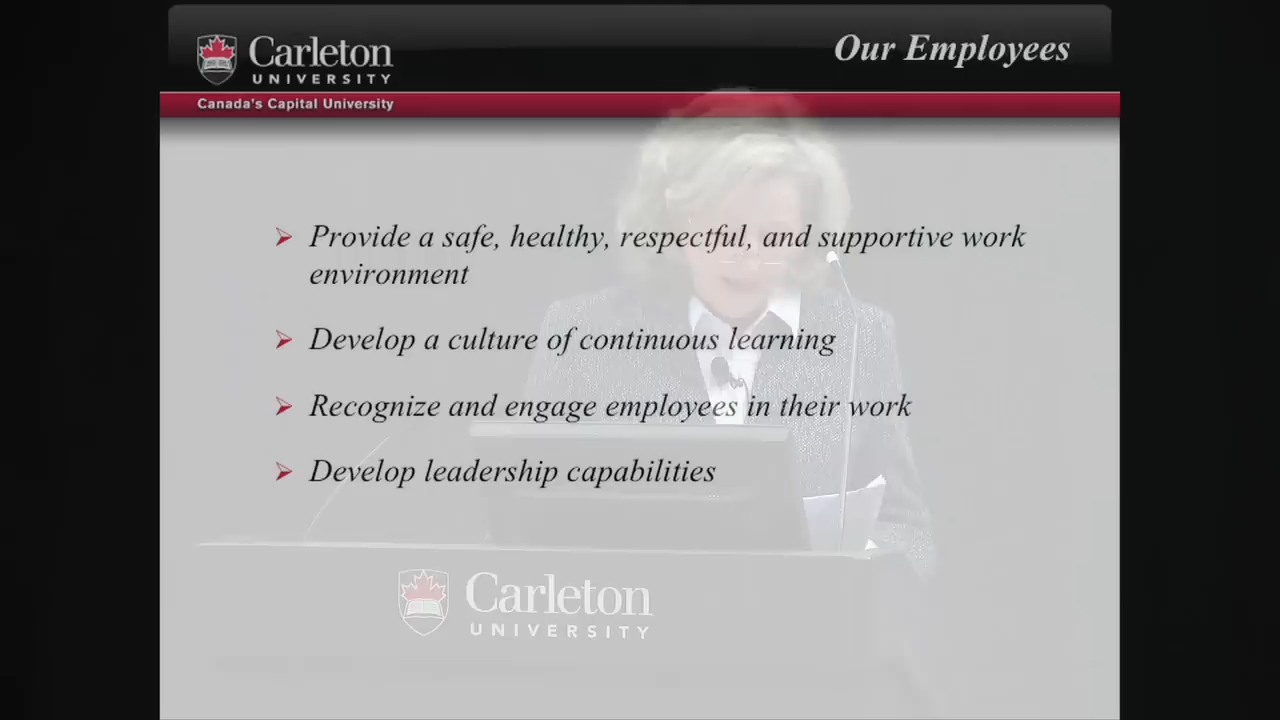 Carleton
UNIVERSITY
Our Employees
Canada's Capital University
Provide a safe, healthy, respectful, and supportive work
environment
Develop a culture of continuous learning
Recognize and engage employees in their work
Develop leadership capabilities
Carleton
UNIVERSITY